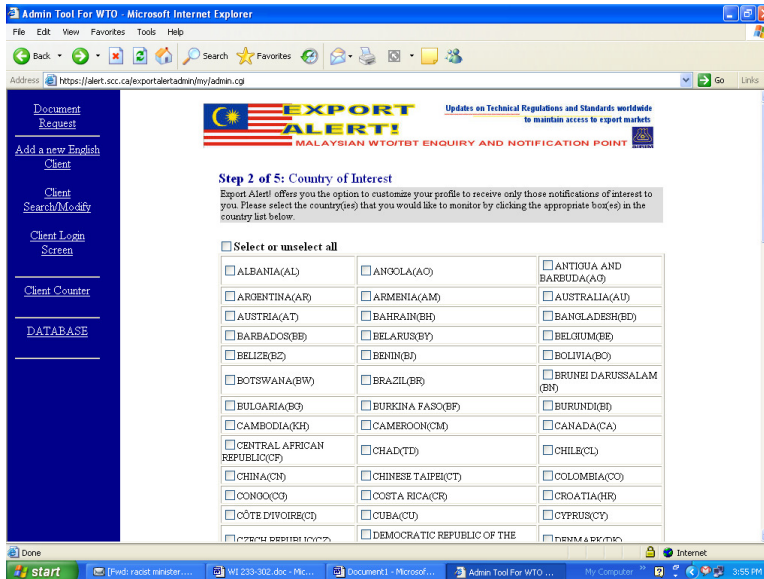 Admin Tool For WTO - Microsoft Internet Explorer
File Edit View Favorites Tools Help
Back Search Favorites
Address https://alert.scc.ca/exportalertadmin/my/admin.cgi Go Links
Document
Request
Add a new English
Client
Client
Search/Modify
Client Login
Screen
Client Counter
DATABASE
EXPORT
ALERT!
Updates on Technical Regulations and Standards worldwide
to maintain access to export markets
MALAYSIAN WTO/TBT ENQUIRY AND NOTIFICATION POINT
Step 2 of 5: Country of Interest
Export Alert! offers you the option to customize your profile to receive only those notifications of interest to
you. Please select the country(ies) that you would like to monitor by clicking the appropriate box(es) in the
country list below.
Select or unselect all
ALBANIA(AL) ANGOLA(AO) ANTIGUA AND
BARBUDA(AG)
ARGENTINA(AR) ARMENIA(AM) AUSTRALIA(AU)
AUSTRIA(AT) BAHRAIN(BH) BANGLADESH(BD)
BARBADOS(BB) BELARUS(BY) BELGIUM(BE)
BELIZE(BZ) BENIN(BJ) BOLIVIA(BO)
BOTSWANA(BW) BRAZIL(BR) BRUNEI DARUSSALAM
(BN)
BULGARIA(BG) BURKINA FASO(BF) BURUNDI(BI)
CAMBODIA(KH) CAMEROON(CM) CANADA(CA)
CENTRAL AFRICAN
REPUBLIC(CF) CHAD(TD) CHILE(CL)
CHINA(CN) CHINESE TAIPEI(CT) COLOMBIA(CO)
CONGO(CG) COSTA RICA(CR) CROATIA(HR)
CÔTE D'IVOIRE(CI) CUBA(CU) CYPRUS(CY)
CZECH REPUBLIC(CZ) DEMOCRATIC REPUBLIC OF THE DENMARK(DK)
Done Internet
start [Fwd: racist minister.... WI 233-302.doc - Mic... Document1 - Microsof... Admin Tool For WTO ... My Computer 3:55 PM